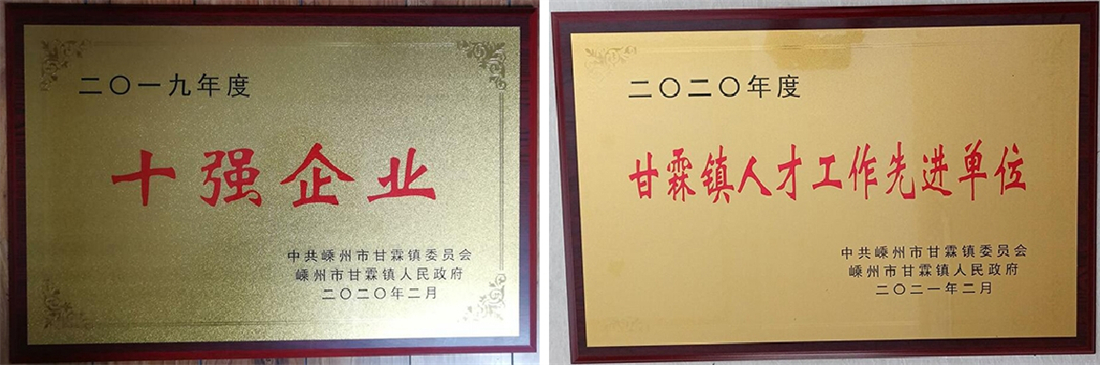 二〇一九年度
十强企业
中共嵊州市甘霖镇委员会
嵊州市甘霖镇人民政府
二〇二〇年二月
二〇二〇年度
甘霖镇人才工作先进单位
中共嵊州市甘霖镇委员会
嵊州市甘霖镇人民政府
二〇二一年二月